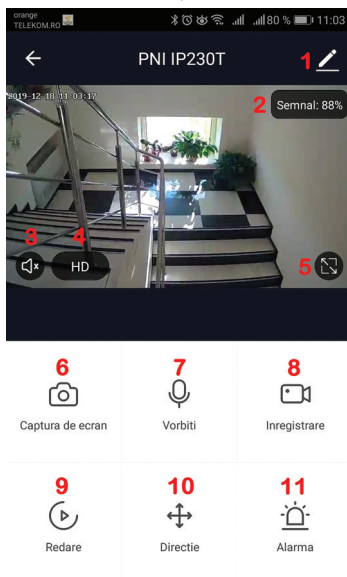 orange
TELEKOM.RO
80 % 11:03
PNI IP230T
1
2019-12-18 11:03:17
2
Semnal: 88%
3
4
HD
5
6
7
8
Captura de ecran
Vorbiti
Inregistrare
9
10
11
Redare
Directie
Alarma